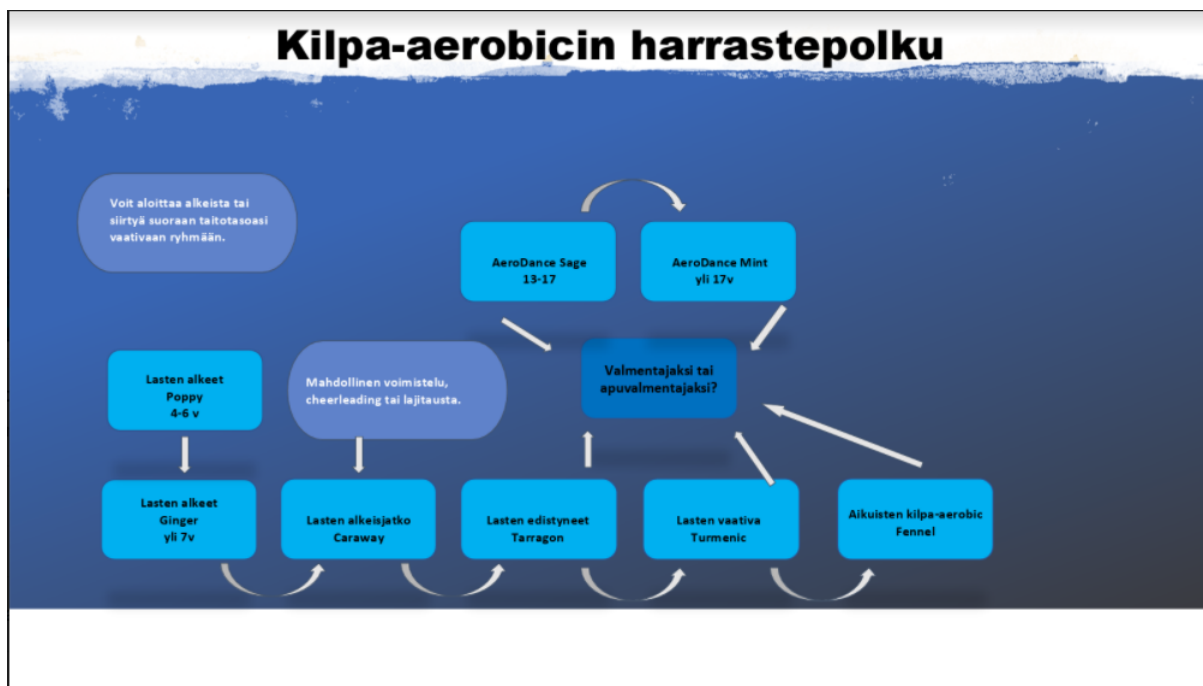 Kilpa-aerobicin harrastepolku
Voit aloittaa alkeista tai
siirtyä suoraan taitotasoasi
vaativaan ryhmään.
AeroDance Sage
13-17
AeroDance Mint
yli 17v
Lasten alkeet
Poppy
4-6 v
Mahdollinen voimistelu,
cheerleading tai lajitausta.
Valmentajaksi tai
apuvalmentajaksi?
Lasten alkeet
Ginger
yli 7v
Lasten alkeisjatko
Caraway
Lasten edistyneet
Tarragon
Lasten vaativa
Turmenic
Aikuisten kilpa-aerobic
Fennel